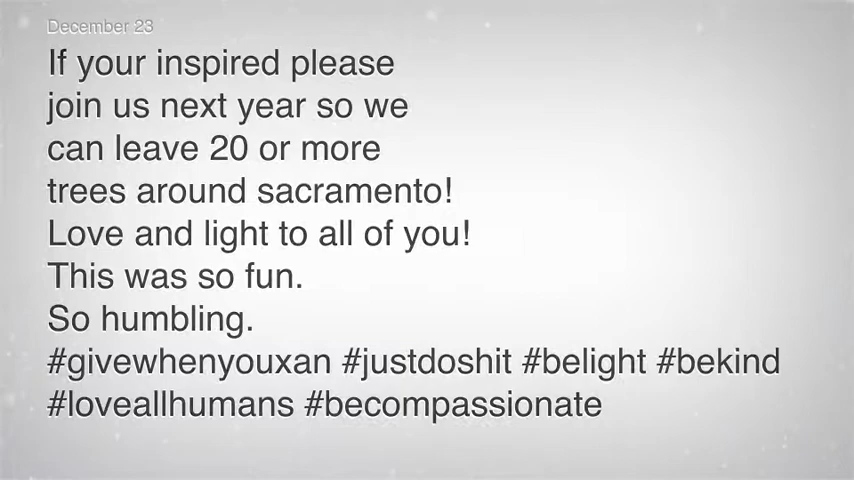 December 23
If your inspired please
join us next year so we
can leave 20 or more
trees around sacramento!
Love and light to all of you!
This was so fun.
So humbling.
#givewhenyouxan #justdoshit #belight #bekind
#loveallhumans #becompassionate